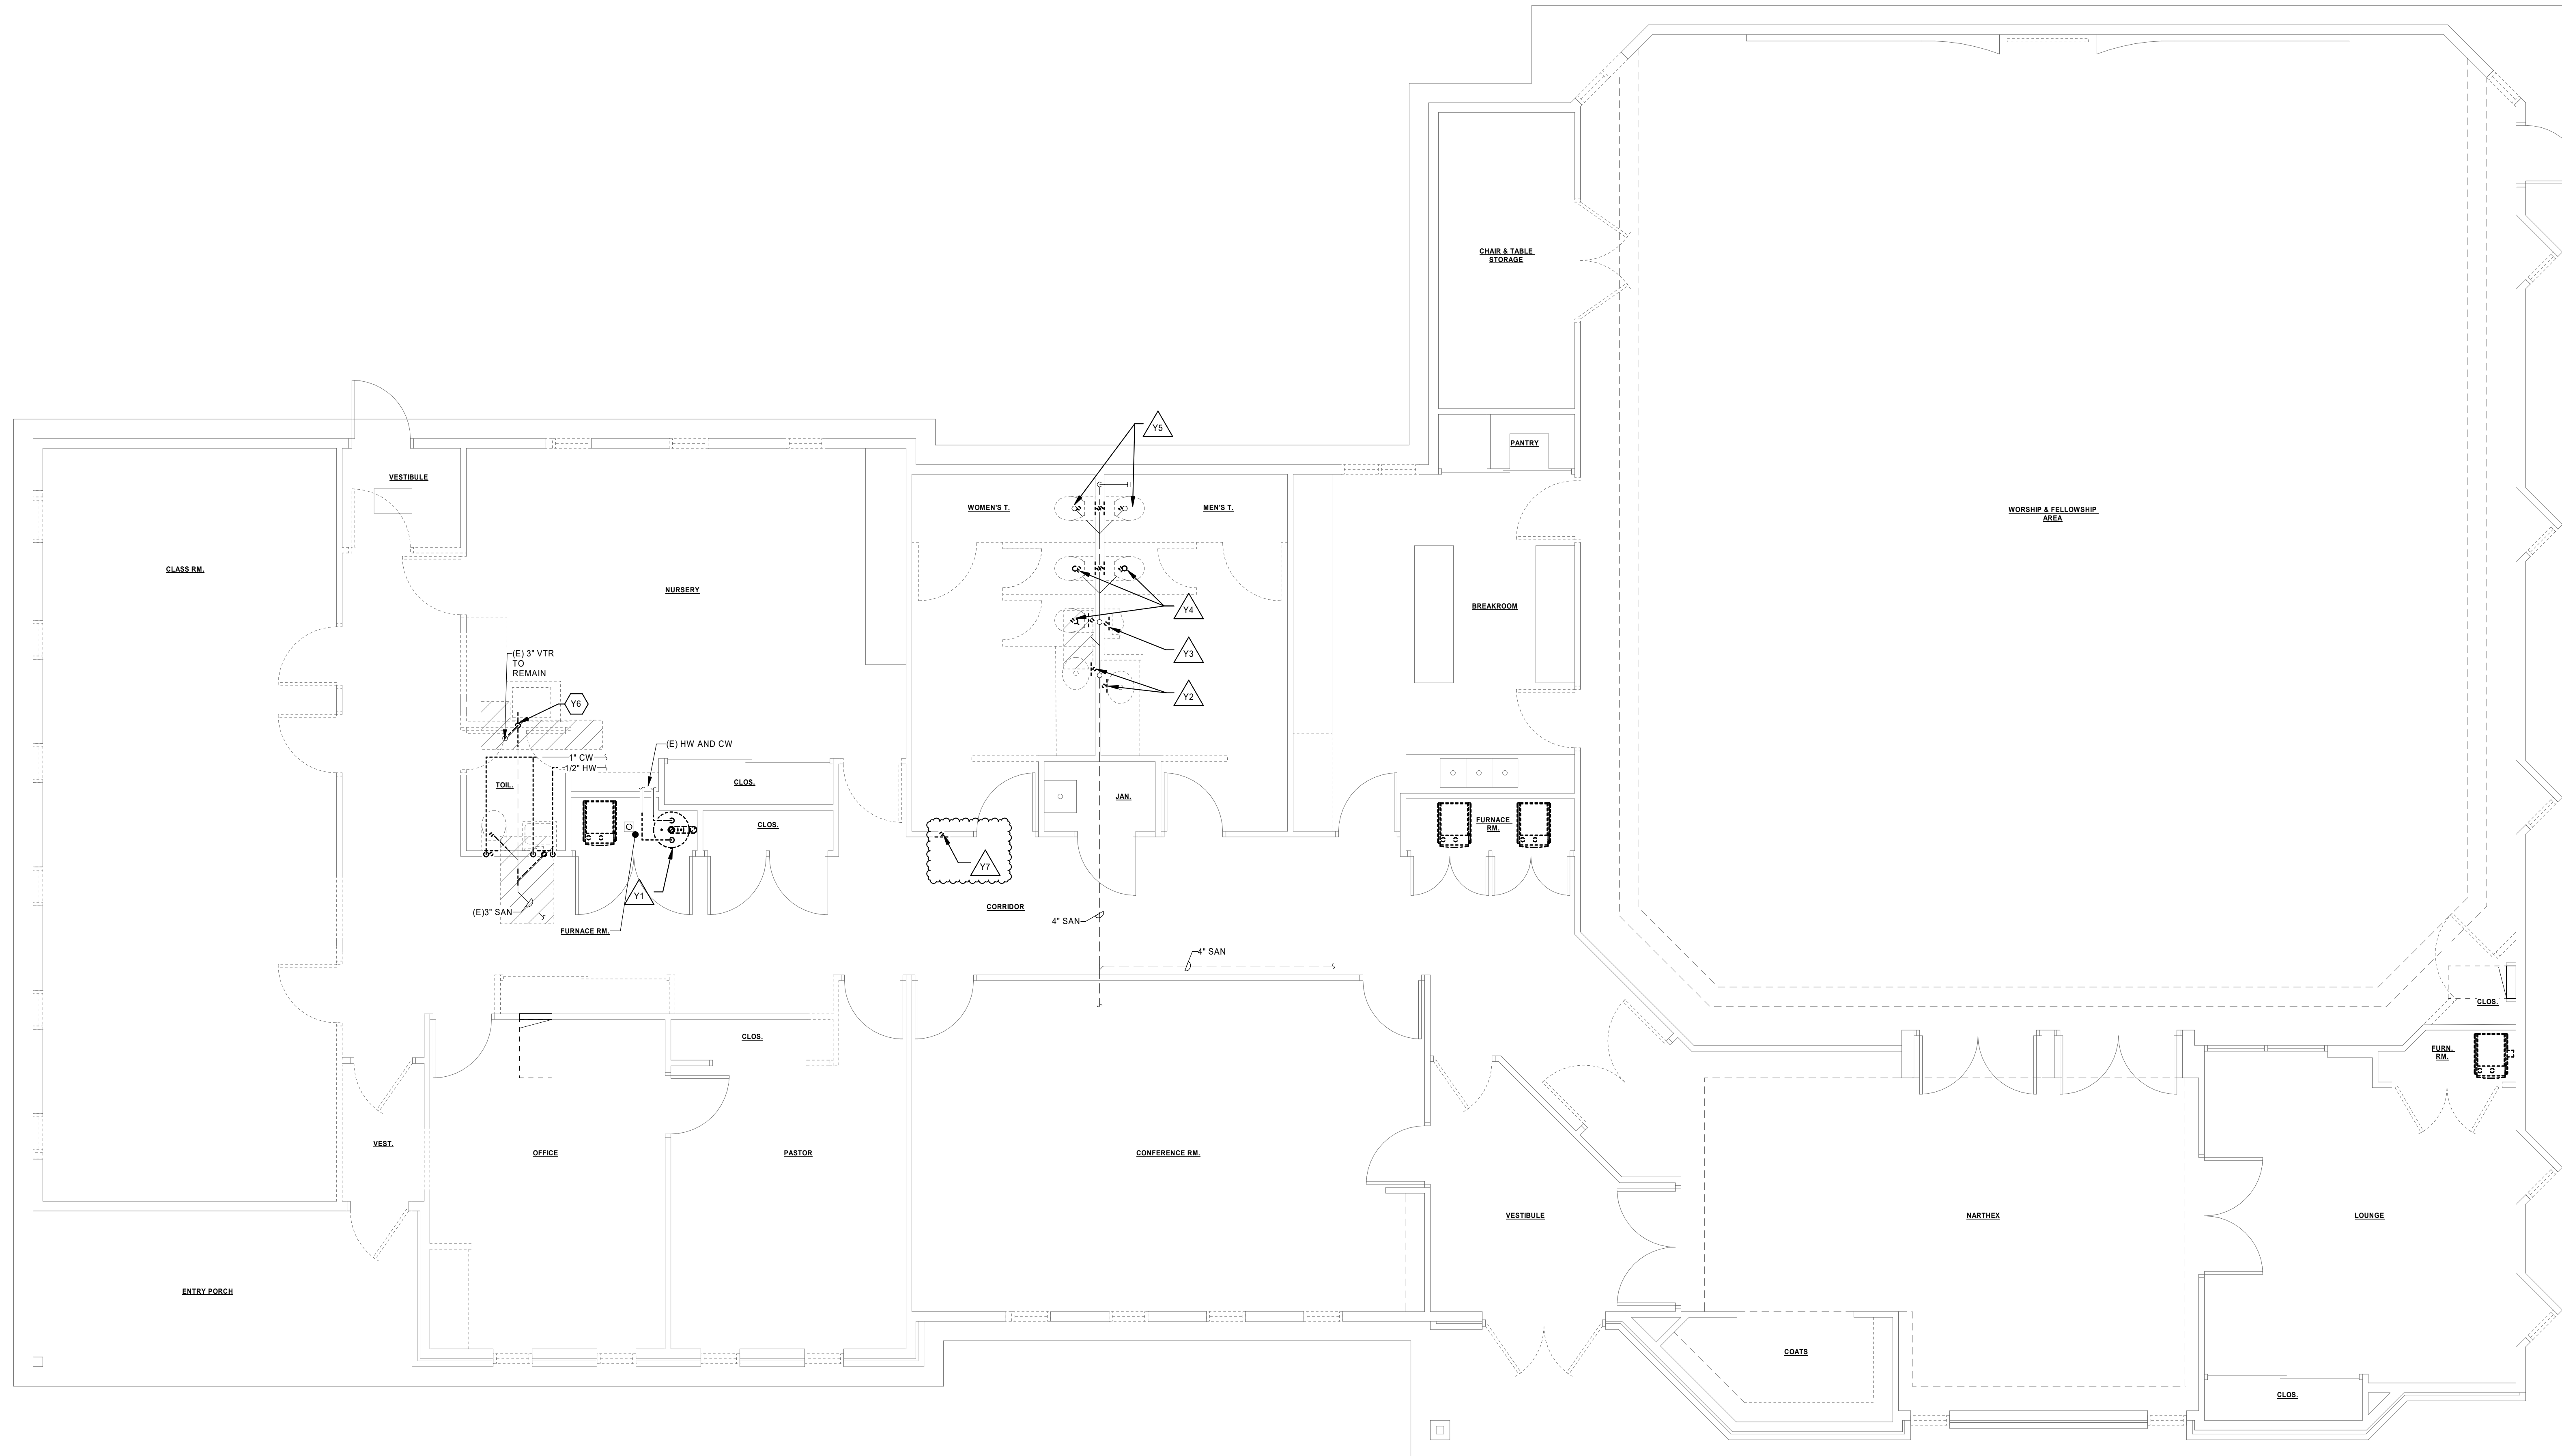 CHAIR & TABLE
STORAGE
Y5
PANTRY
VESTIBULE
WOMEN'S T.
MEN'S T.
WORSHIP & FELLOWSHIP
AREA
CLASS RM.
NURSERY
BREAKROOM
Y4
(E) 3" VTR
TO
REMAIN
Y3
Y2
Y6
(E) HW AND CW
1" CW
1/2" HW
TOIL.
CLOS.
JAN.
CLOS.
FURNACE
RM.
Y7
Y1
(E)3" SAN
CORRIDOR
4" SAN
FURNACE RM.
4" SAN
CLOS.
CLOS.
FURN.
RM.
VEST.
OFFICE
PASTOR
CONFERENCE RM.
VESTIBULE
NARTHEX
LOUNGE
ENTRY PORCH
COATS
CLOS.